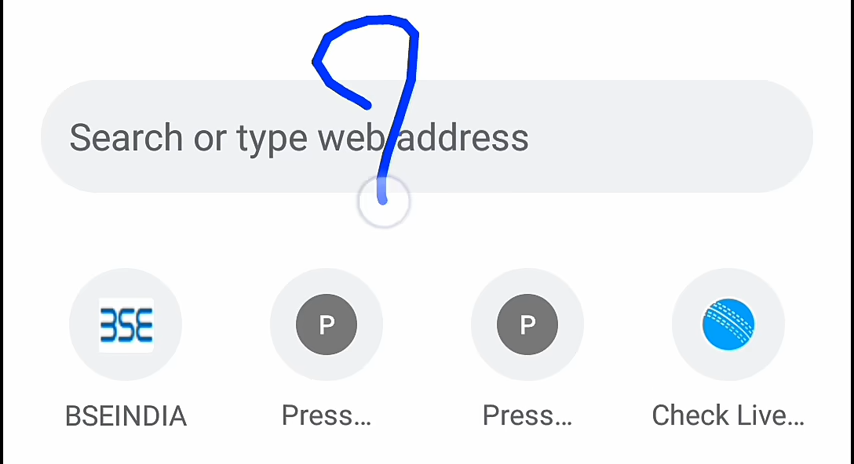 Search or type web address
BSE P P
BSEINDIA Press... Press... Check Live...